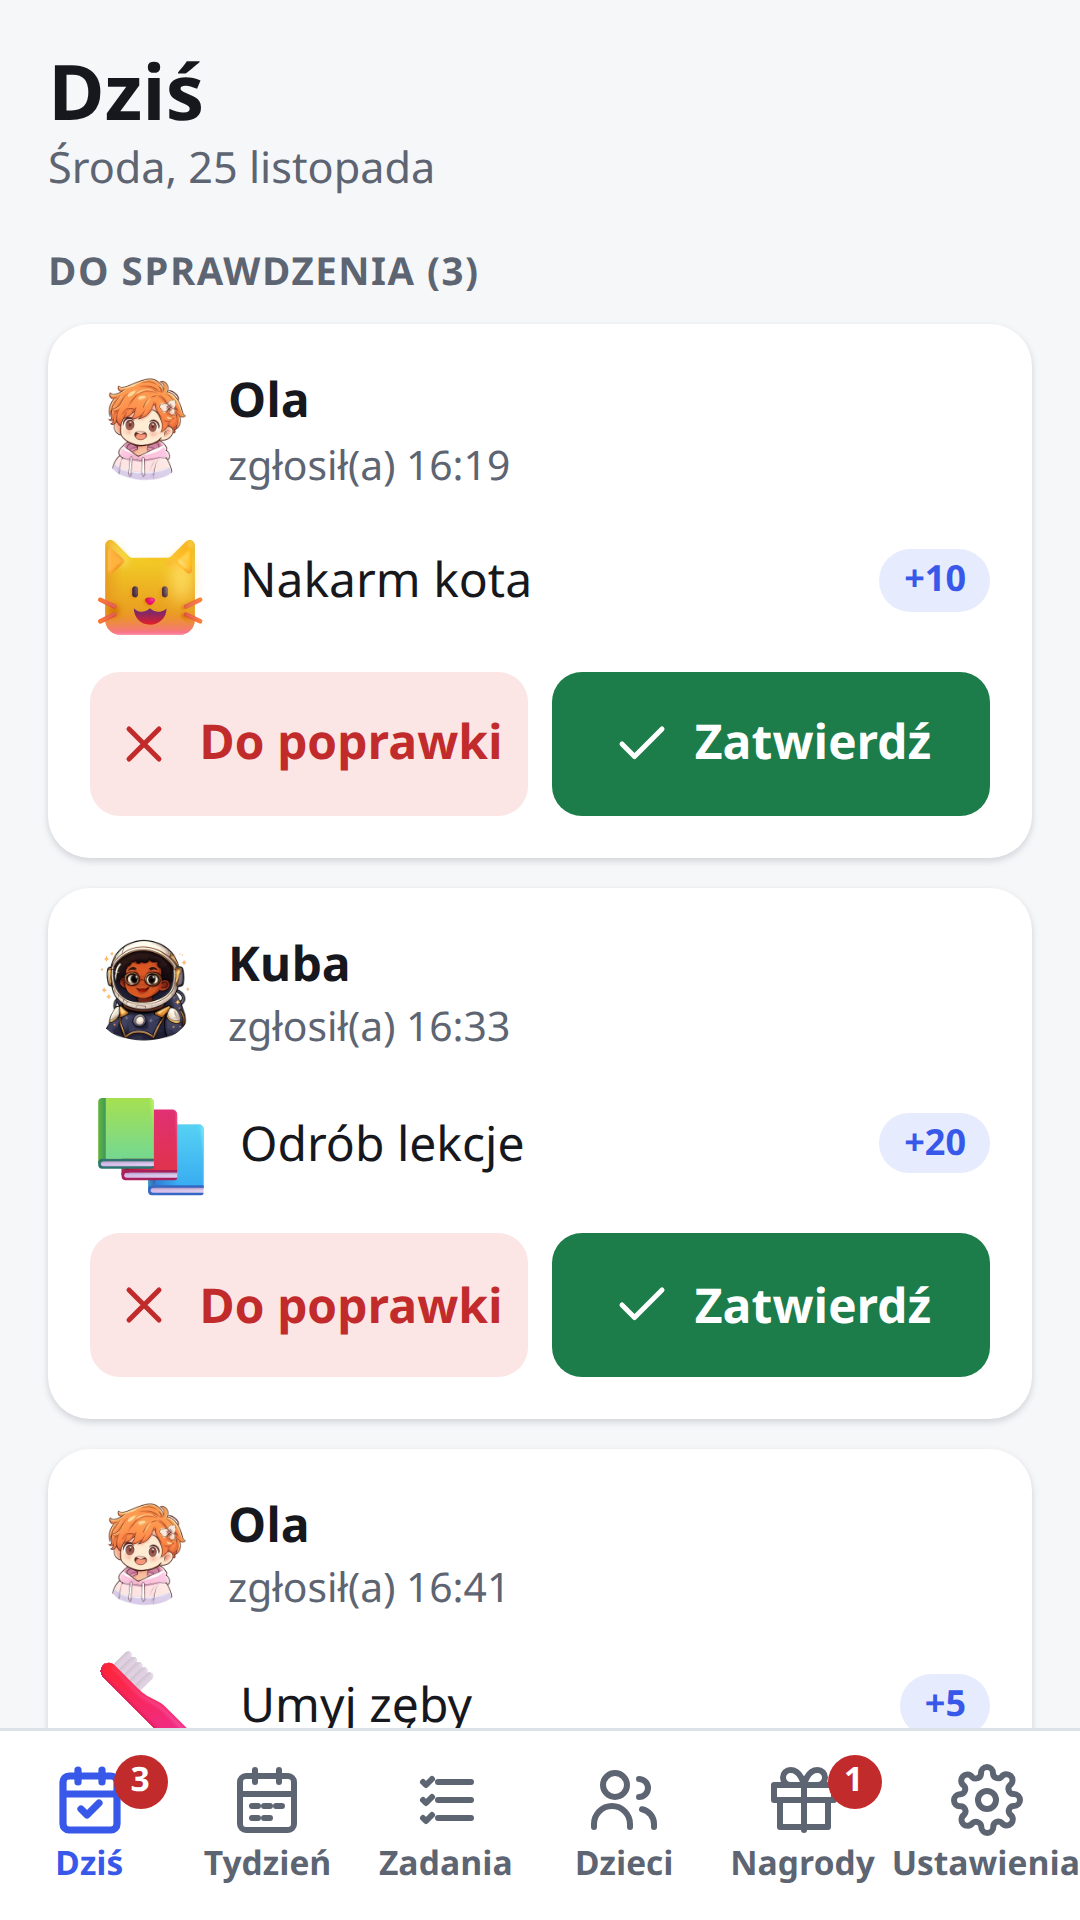 Dziś
Środa, 25 listopada
DO SPRAWDZENIA (3)
Ola
zgłosił(a) 16:19
Nakarm kota
+10
Do poprawki
Zatwierdź
Kuba
zgłosił(a) 16:33
Odrób lekcje
+20
Do poprawki
Zatwierdź
Ola
zgłosił(a) 16:41
Umyj zęby
+5
3
1
Dziś
Tydzień
Zadania
Dzieci
Nagrody
Ustawienia